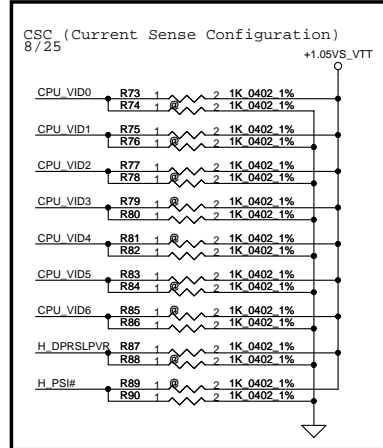 CSC (Current Sense Configuration)
8/25
+1.05VS_VTT
CPU_VID0 R73 1 2 1K_0402_1%
R74 1 @ 2 1K_0402_1%
CPU_VID1 R75 1 2 1K_0402_1%
R76 1 @ 2 1K_0402_1%
CPU_VID2 R77 1 2 1K_0402_1%
R78 1 @ 2 1K_0402_1%
CPU_VID3 R79 1 @ 2 1K_0402_1%
R80 1 2 1K_0402_1%
CPU_VID4 R81 1 @ 2 1K_0402_1%
R82 1 2 1K_0402_1%
CPU_VID5 R83 1 2 1K_0402_1%
R84 1 @ 2 1K_0402_1%
CPU_VID6 R85 1 @ 2 1K_0402_1%
R86 1 2 1K_0402_1%
H_DPRSLPVR R87 1 2 1K_0402_1%
R88 1 @ 2 1K_0402_1%
H_PSI# R89 1 @ 2 1K_0402_1%
R90 1 2 1K_0402_1%